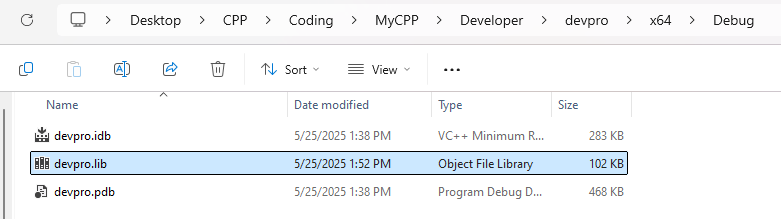 Desktop > CPP > Coding > MyCPP > Developer > devpro > x64 > Debug
Sort View ...
Name Date modified Type Size
devpro.idb 5/25/2025 1:38 PM VC++ Minimum R... 283 KB
devpro.lib 5/25/2025 1:52 PM Object File Library 102 KB
devpro.pdb 5/25/2025 1:38 PM Program Debug D... 468 KB